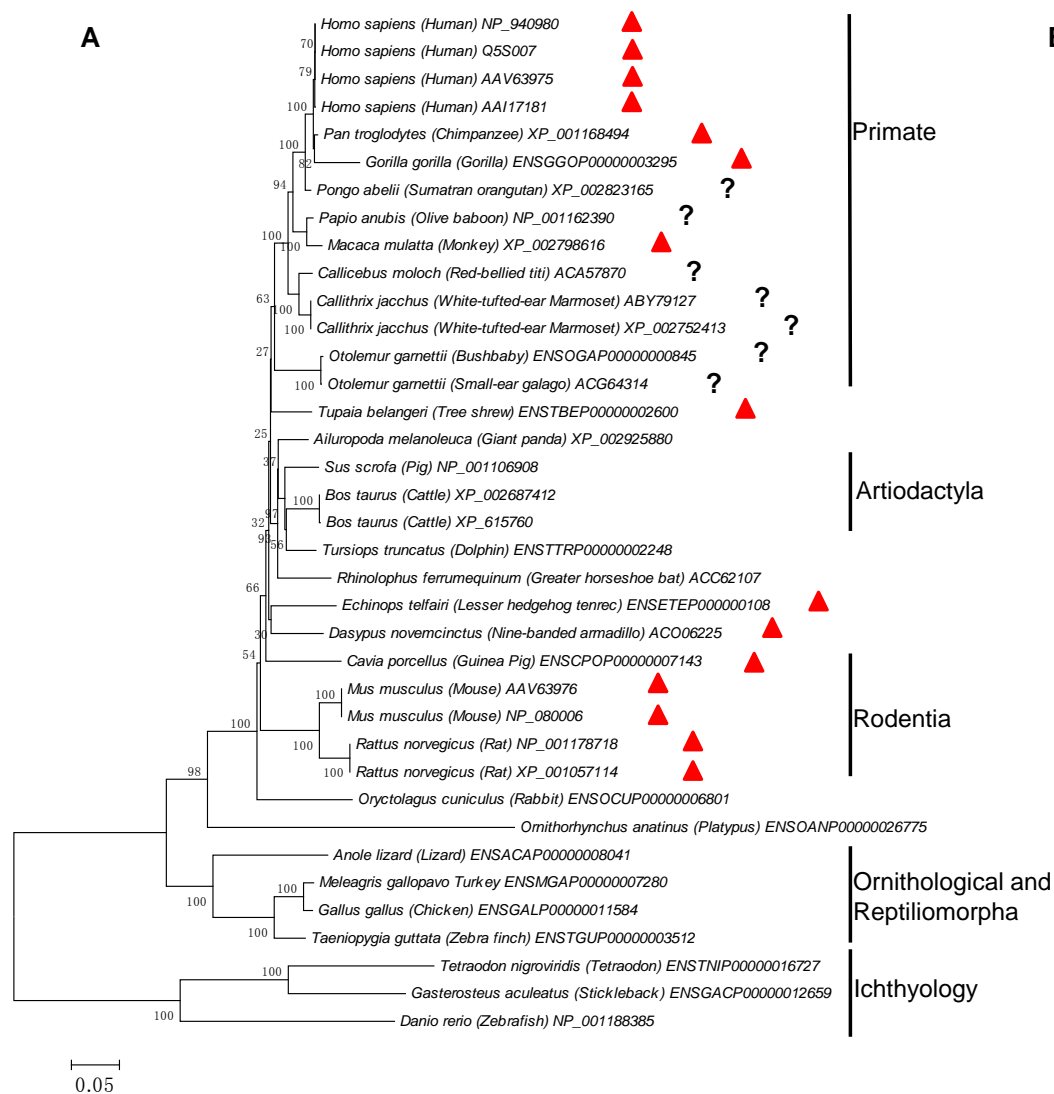 A
Homo sapiens (Human) NP_940980
Homo sapiens (Human) Q5S007
Homo sapiens (Human) AAV63975
Homo sapiens (Human) AAI17181
Pan troglodytes (Chimpanzee) XP_001168494
Gorilla gorilla (Gorilla) ENSGGOP00000003295
Pongo abelii (Sumatran orangutan) XP_002823165 ?
Papio anubis (Olive baboon) NP_001162390 ?
Macaca mulatta (Monkey) XP_002798616
Callicebus moloch (Red-bellied titi) ACA57870 ?
Callithrix jacchus (White-tufted-ear Marmoset) ABY79127 ?
Callithrix jacchus (White-tufted-ear Marmoset) XP_002752413 ?
Otolemur garnettii (Bushbaby) ENSOGAP00000000845 ?
Otolemur garnettii (Small-ear galago) ACG64314 ?
Tupaia belangeri (Tree shrew) ENSTBEP00000002600
Ailuropoda melanoleuca (Giant panda) XP_002925880
Sus scrofa (Pig) NP_001106908
Bos taurus (Cattle) XP_002687412
Bos taurus (Cattle) XP_615760
Tursiops truncatus (Dolphin) ENSTTRP00000002248
Rhinolophus ferrumequinum (Greater horseshoe bat) ACC62107
Echinops telfairi (Lesser hedgehog tenrec) ENSETEP000000108
Dasypus novemcinctus (Nine-banded armadillo) ACO06225
Cavia porcellus (Guinea Pig) ENSCPOP00000007143
Mus musculus (Mouse) AAV63976
Mus musculus (Mouse) NP_080006
Rattus norvegicus (Rat) NP_001178718
Rattus norvegicus (Rat) XP_001057114
Oryctolagus cuniculus (Rabbit) ENSOCUP00000006801
Ornithorhynchus anatinus (Platypus) ENSOANP00000026775
Anole lizard (Lizard) ENSACAP00000008041
Meleagris gallopavo Turkey ENSMGAP00000007280
Gallus gallus (Chicken) ENSGALP00000011584
Taeniopygia guttata (Zebra finch) ENSTGUP00000003512
Tetraodon nigroviridis (Tetraodon) ENSTNIP00000016727
Gasterosteus aculeatus (Stickleback) ENSGACP00000012659
Danio rerio (Zebrafish) NP_001188385
Primate
Artiodactyla
Rodentia
Ornithological and
Reptiliomorpha
Ichthyology
70
79
100
100
82
94
100
100
63
100
100
27
100
25
37
100
97
32
93
56
66
30
54
100
100
100
100
98
100
100
100
100
100
0.05